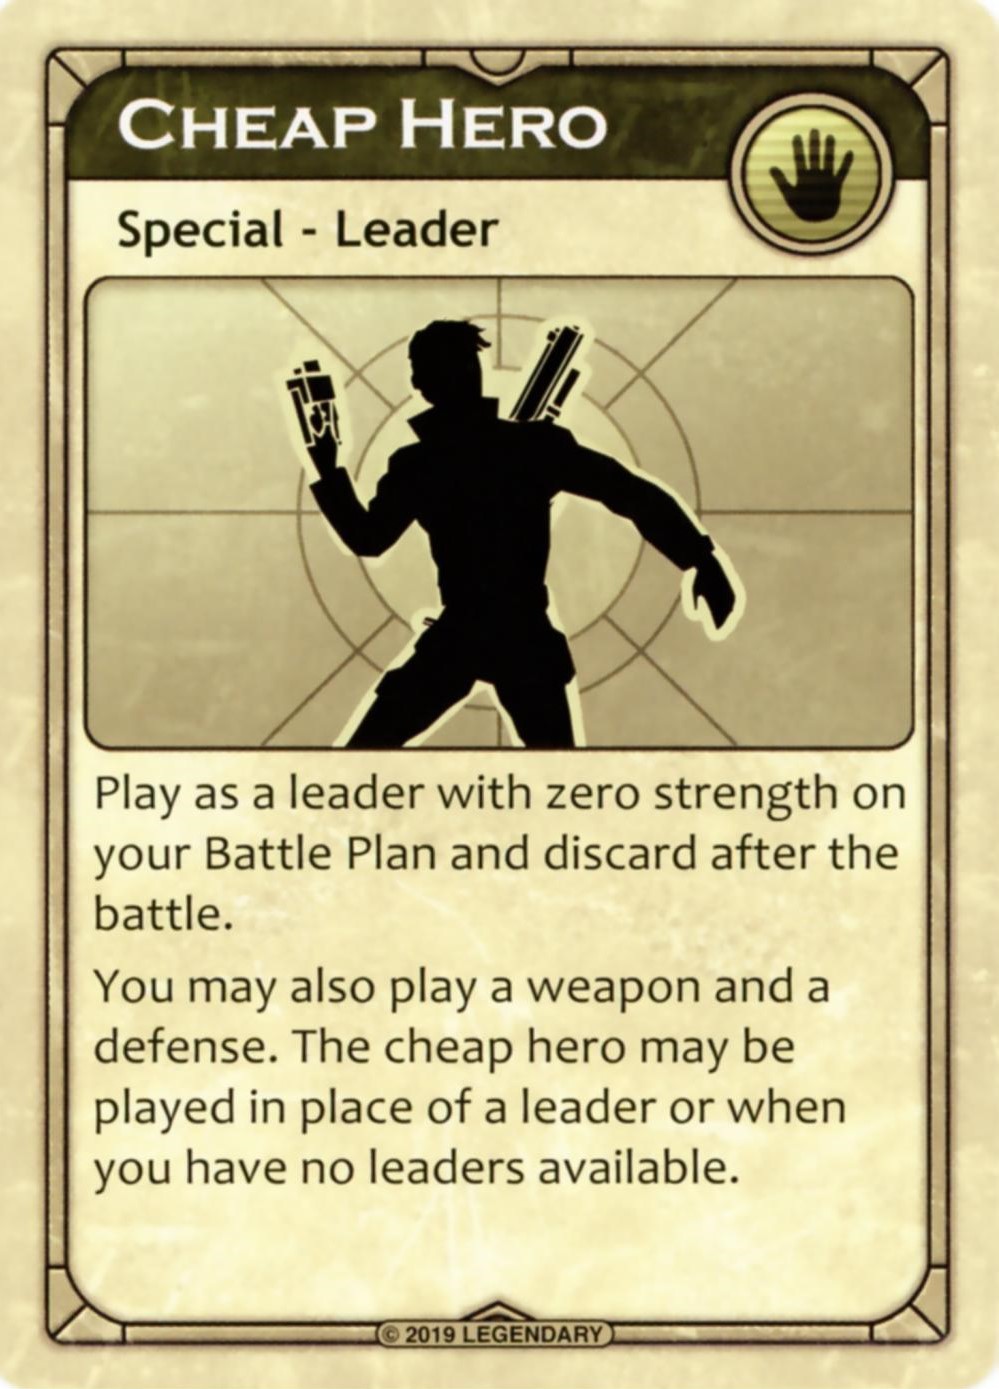 CHEAP HERO
Special - Leader
Play as a leader with zero strength on
your Battle Plan and discard after the
battle.
You may also play a weapon and a
defense. The cheap hero may be
played in place of a leader or when
you have no leaders available.
© 2019 LEGENDARY